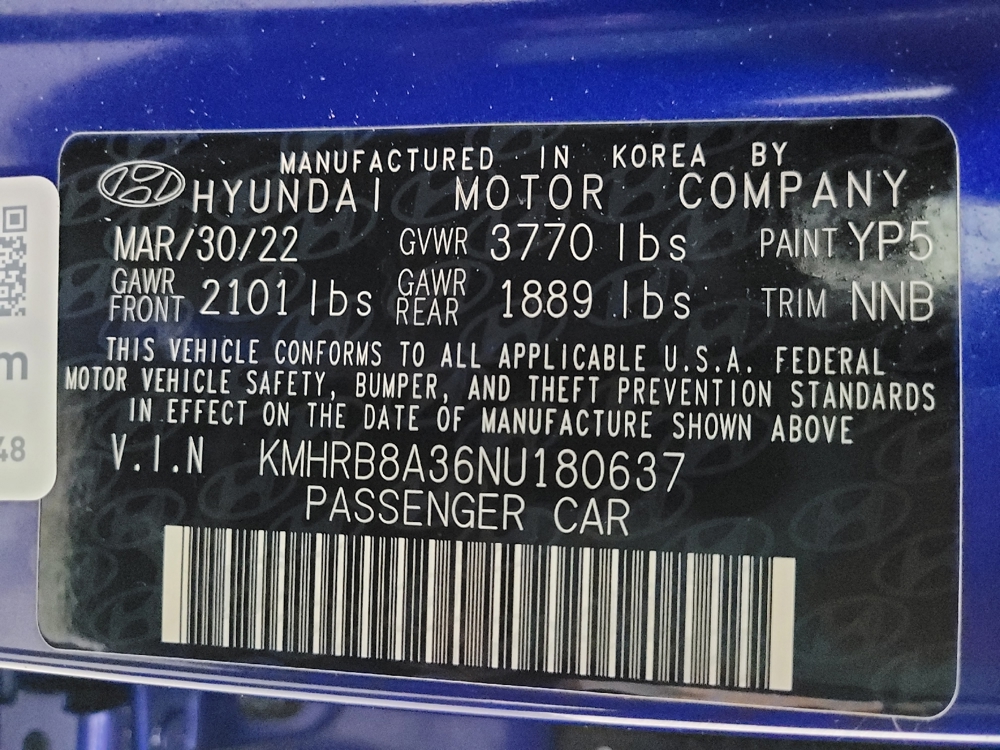 MANUFACTURED IN KOREA BY
HYUNDAI MOTOR COMPANY
MAR/30/22 GVWR 3770 lbs PAINT YP5
GAWR FRONT 2101 lbs GAWR REAR 1889 lbs TRIM NNB
THIS VEHICLE CONFORMS TO ALL APPLICABLE U.S.A. FEDERAL
MOTOR VEHICLE SAFETY, BUMPER, AND THEFT PREVENTION STANDARDS
IN EFFECT ON THE DATE OF MANUFACTURE SHOWN ABOVE
V.I.N KMHRB8A36NU180637
PASSENGER CAR
m
48